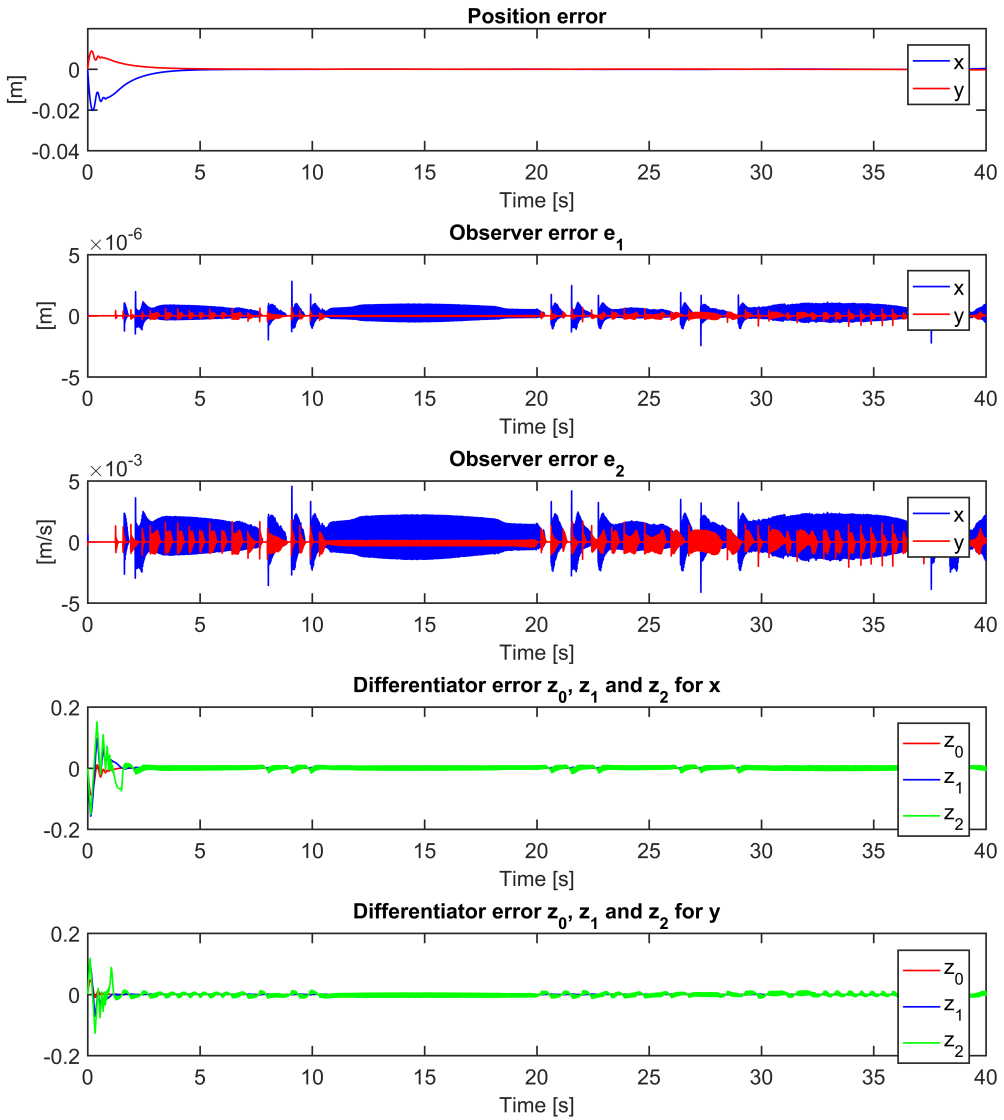 Position error
0
-0.02
-0.04
[m]
x
y
0 5 10 15 20 25 30 35 40
Time [s]
Observer error e₁
×10⁻⁶
5
0
-5
[m]
x
y
0 5 10 15 20 25 30 35 40
Time [s]
Observer error e₂
×10⁻³
5
0
-5
[m/s]
x
y
0 5 10 15 20 25 30 35 40
Time [s]
Differentiator error z₀, z₁ and z₂ for x
0.2
0
-0.2
z₀
z₁
z₂
0 5 10 15 20 25 30 35 40
Time [s]
Differentiator error z₀, z₁ and z₂ for y
0.2
0
-0.2
z₀
z₁
z₂
0 5 10 15 20 25 30 35 40
Time [s]